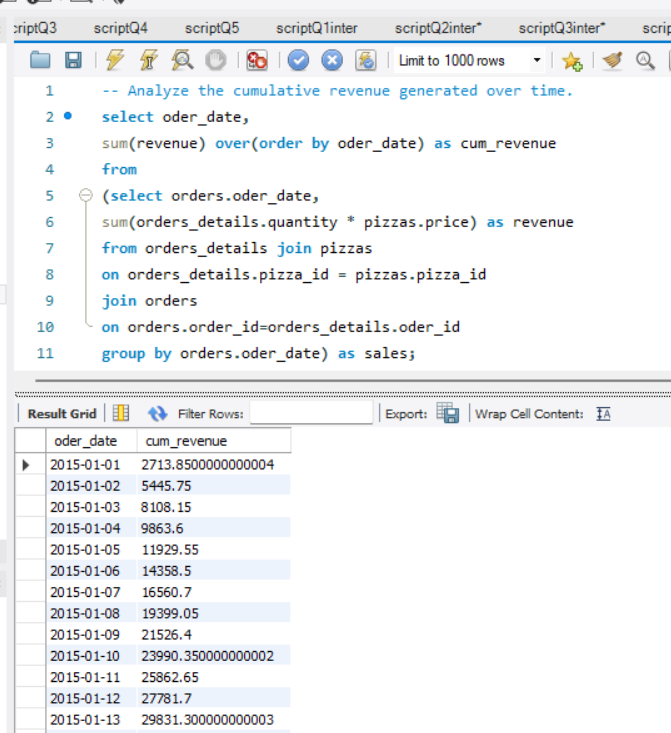 criptQ3 scriptQ4 scriptQ5 scriptQ1inter scriptQ2inter* scriptQ3inter* scrip
Limit to 1000 rows
1 -- Analyze the cumulative revenue generated over time.
2 select oder_date,
3 sum(revenue) over(order by oder_date) as cum_revenue
4 from
5 (select orders.oder_date,
6 sum(orders_details.quantity * pizzas.price) as revenue
7 from orders_details join pizzas
8 on orders_details.pizza_id = pizzas.pizza_id
9 join orders
10 on orders.order_id=orders_details.oder_id
11 group by orders.oder_date) as sales;
Result Grid Filter Rows: Export: Wrap Cell Content: IA
oder_date cum_revenue
2015-01-01 2713.8500000000004
2015-01-02 5445.75
2015-01-03 8108.15
2015-01-04 9863.6
2015-01-05 11929.55
2015-01-06 14358.5
2015-01-07 16560.7
2015-01-08 19399.05
2015-01-09 21526.4
2015-01-10 23990.350000000002
2015-01-11 25862.65
2015-01-12 27781.7
2015-01-13 29831.300000000003